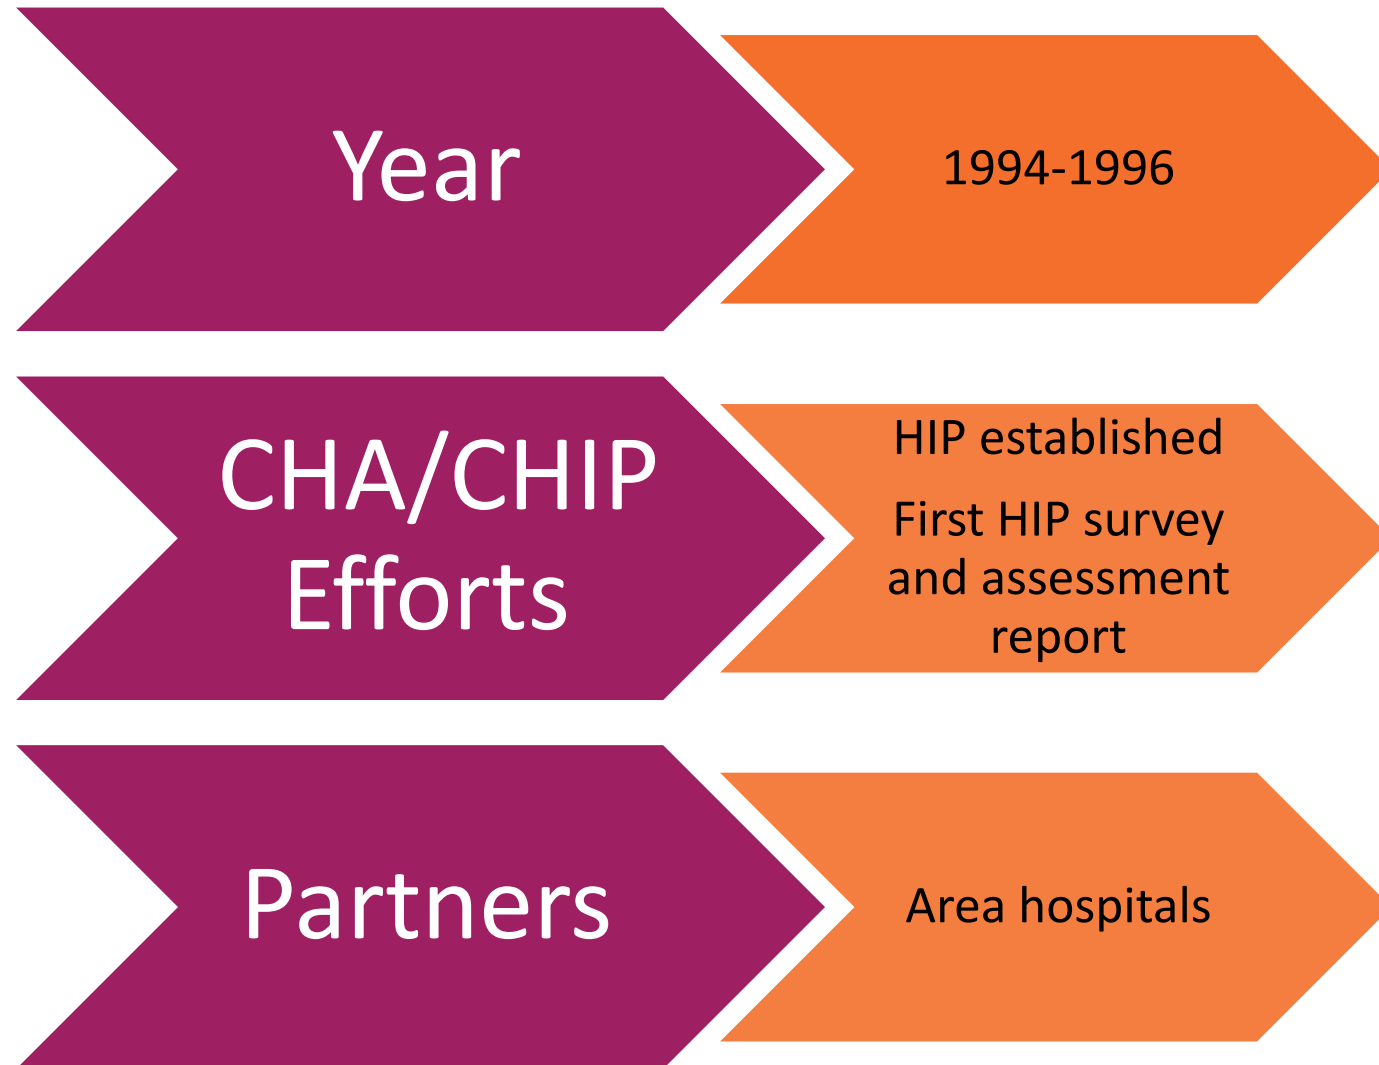 Year
1994-1996
CHA/CHIP
Efforts
HIP established
First HIP survey
and assessment
report
Partners
Area hospitals